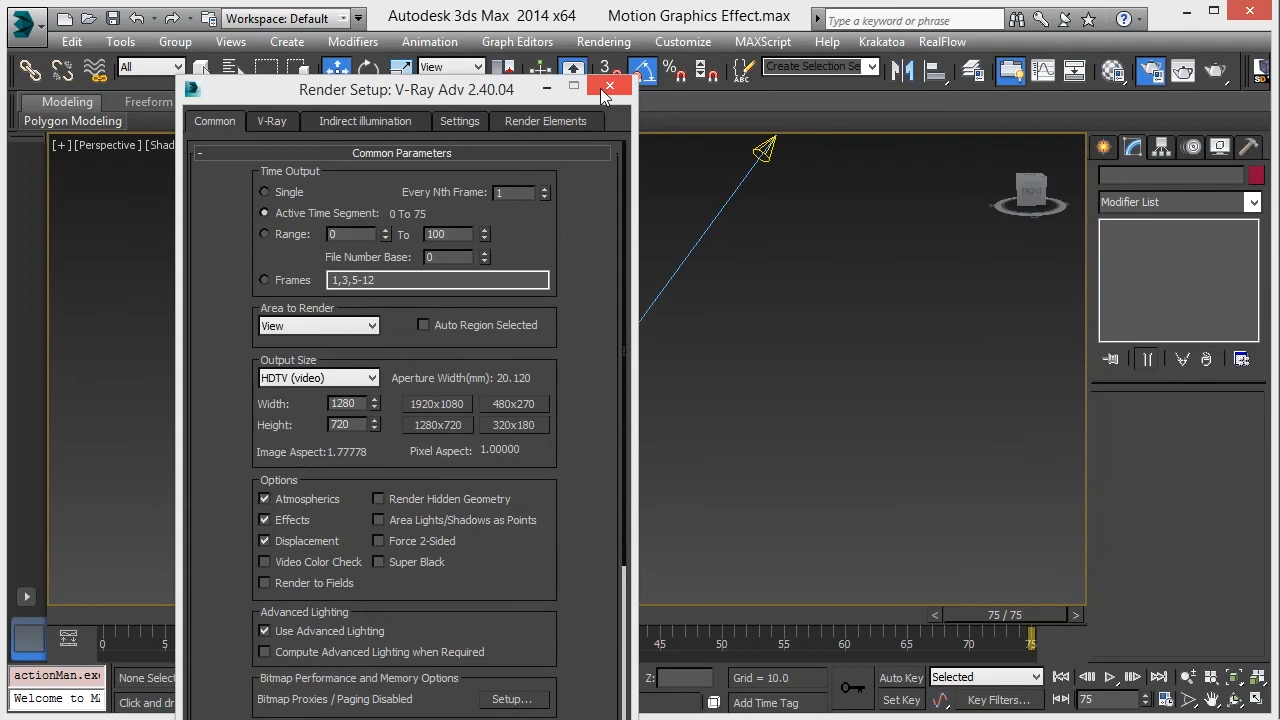 Workspace: Default
Autodesk 3ds Max 2014 x64 Motion Graphics Effect.max
Type a keyword or phrase
Edit Tools Group Views Create Modifiers Animation Graph Editors Rendering Customize MAXScript Help Krakatoa RealFlow
All
View
Create Selection Se
Modeling Freeform
Polygon Modeling
Render Setup: V-Ray Adv 2.40.04
Common V-Ray Indirect illumination Settings Render Elements
- Common Parameters
Time Output
Single Every Nth Frame: 1
Active Time Segment: 0 To 75
Range: 0 To 100
File Number Base: 0
Frames 1,3,5-12
Area to Render
View Auto Region Selected
Output Size
HDTV (video) Aperture Width(mm): 20.120
Width: 1280 1920x1080 480x270
Height: 720 1280x720 320x180
Image Aspect:1.77778 Pixel Aspect: 1.00000
Options
Atmospherics Render Hidden Geometry
Effects Area Lights/Shadows as Points
Displacement Force 2-Sided
Video Color Check Super Black
Render to Fields
Advanced Lighting
Use Advanced Lighting
Compute Advanced Lighting when Required
Bitmap Performance and Memory Options
Bitmap Proxies / Paging Disabled Setup...
[+][Perspective][Shad
FRONT
Modifier List
< 75 / 75 >
0 5 45 50 55 60 65 70 75
actionMan.exe
Welcome to MA
None Selec
Click and dr
Z:
Grid = 10.0
Add Time Tag
Auto Key Selected
Set Key Key Filters...
75